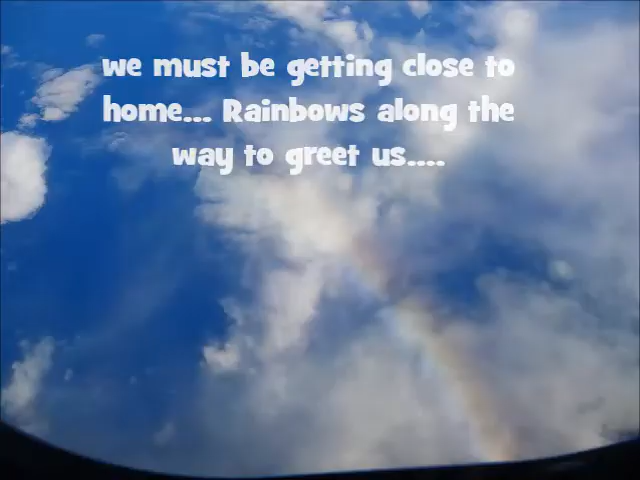 we must be getting close to
home... Rainbows along the
way to greet us....